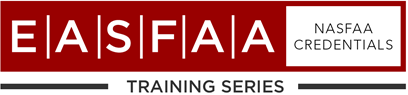 E|A|S|F|A|A
NASFAA
CREDENTIALS
TRAINING SERIES